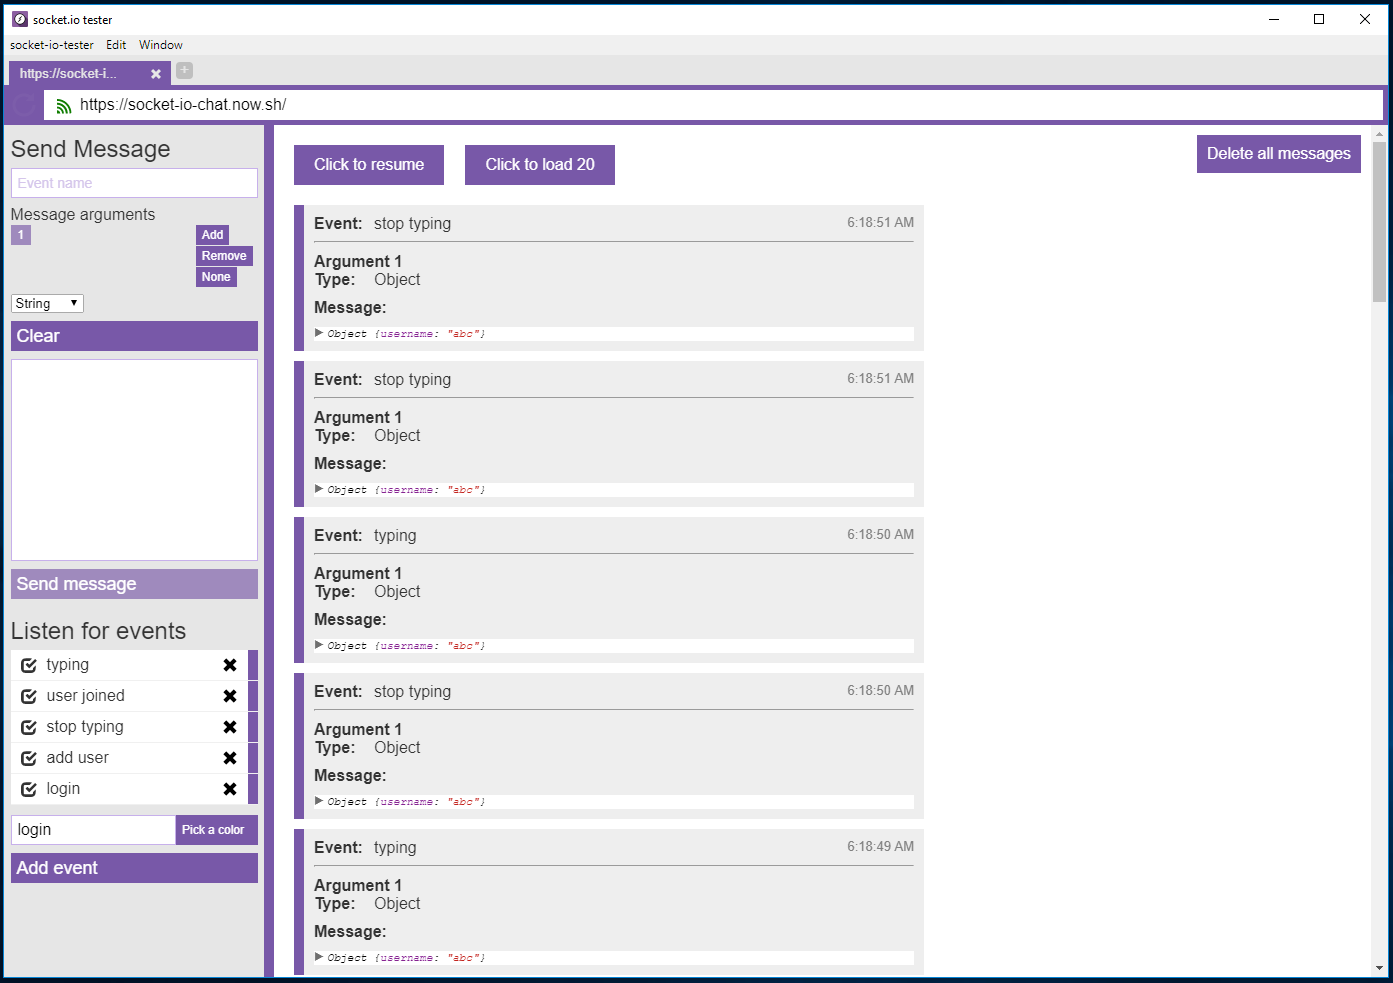 socket.io tester
socket-io-tester Edit Window
https://socket-i...
https://socket-io-chat.now.sh/
Send Message
Event name
Message arguments
1
Add
Remove
None
String
Clear
Send message
Listen for events
typing
user joined
stop typing
add user
login
login
Pick a color
Add event
Click to resume
Click to load 20
Delete all messages
Event: stop typing 6:18:51 AM
Argument 1
Type: Object
Message:
Object {username: "abc"}
Event: stop typing 6:18:51 AM
Argument 1
Type: Object
Message:
Object {username: "abc"}
Event: typing 6:18:50 AM
Argument 1
Type: Object
Message:
Object {username: "abc"}
Event: stop typing 6:18:50 AM
Argument 1
Type: Object
Message:
Object {username: "abc"}
Event: typing 6:18:49 AM
Argument 1
Type: Object
Message:
Object {username: "abc"}